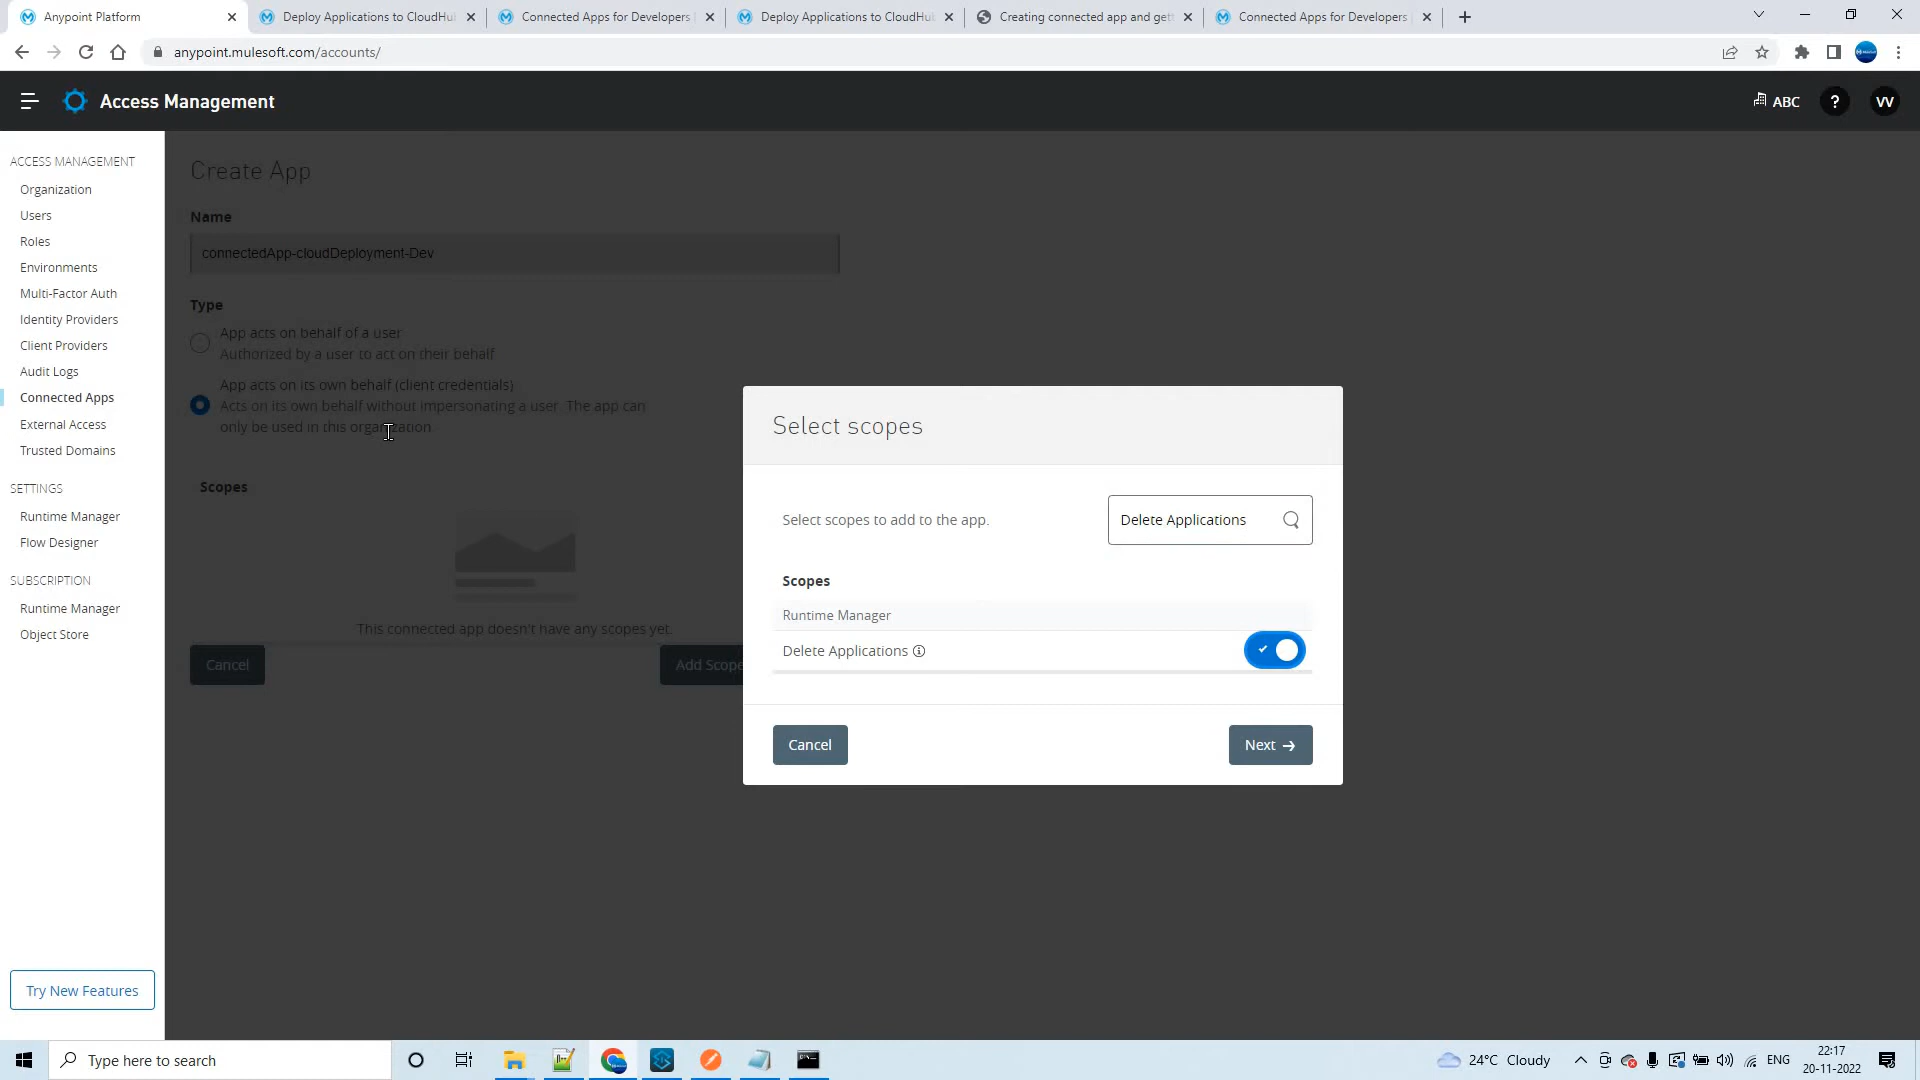 Anypoint Platform
Deploy Applications to CloudHu
Connected Apps for Developers
Deploy Applications to CloudHu
Creating connected app and gett
Connected Apps for Developers
anypoint.mulesoft.com/accounts/
Access Management
ABC
?
VV
ACCESS MANAGEMENT
Organization
Users
Roles
Environments
Multi-Factor Auth
Identity Providers
Client Providers
Audit Logs
Connected Apps
External Access
Trusted Domains
SETTINGS
Runtime Manager
Flow Designer
SUBSCRIPTION
Runtime Manager
Object Store
Try New Features
Create App
Name
connectedApp-cloudDeployment-Dev
Type
App acts on behalf of a user
Authorized by a user to act on their behalf
App acts on its own behalf (client credentials)
Acts on its own behalf without impersonating a user. The app can
only be used in this organization.
Scopes
This connected app doesn't have any scopes yet.
Cancel
Add Scope
Select scopes
Select scopes to add to the app.
Delete Applications
Scopes
Runtime Manager
Delete Applications
Cancel
Next
Type here to search
24°C Cloudy
ENG
22:17
20-11-2022